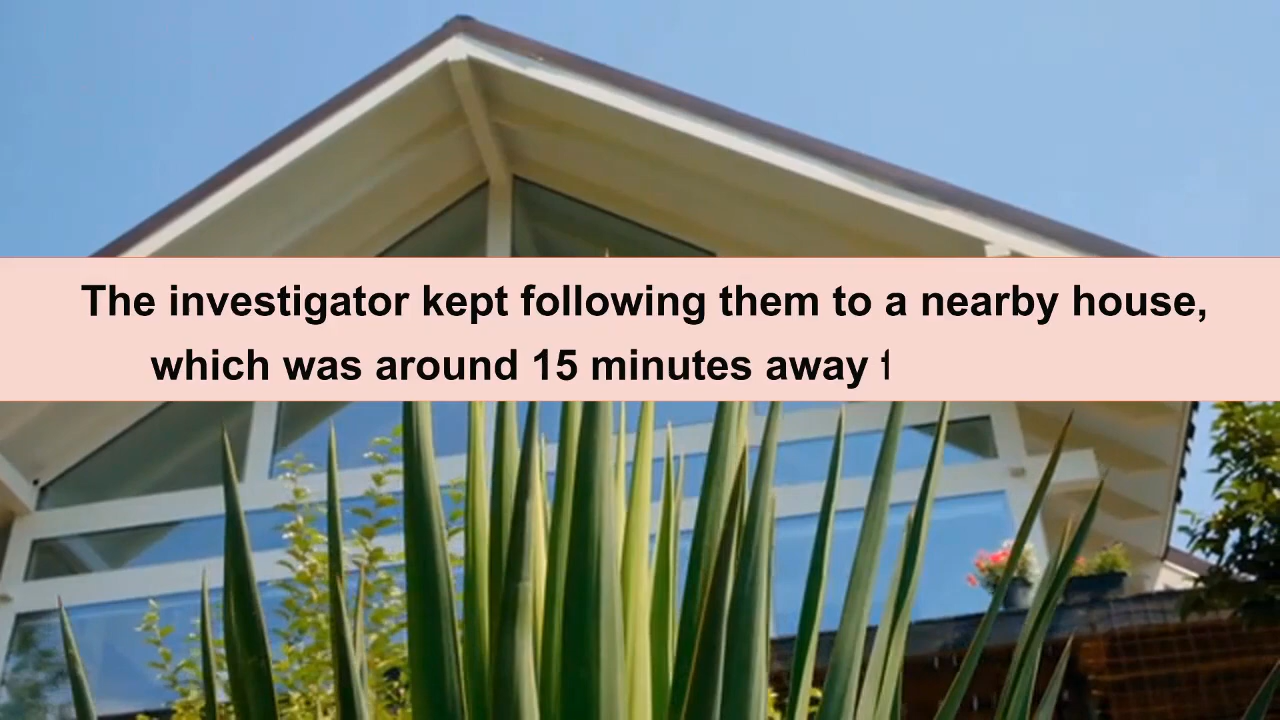 The investigator kept following them to a nearby house,
which was around 15 minutes away